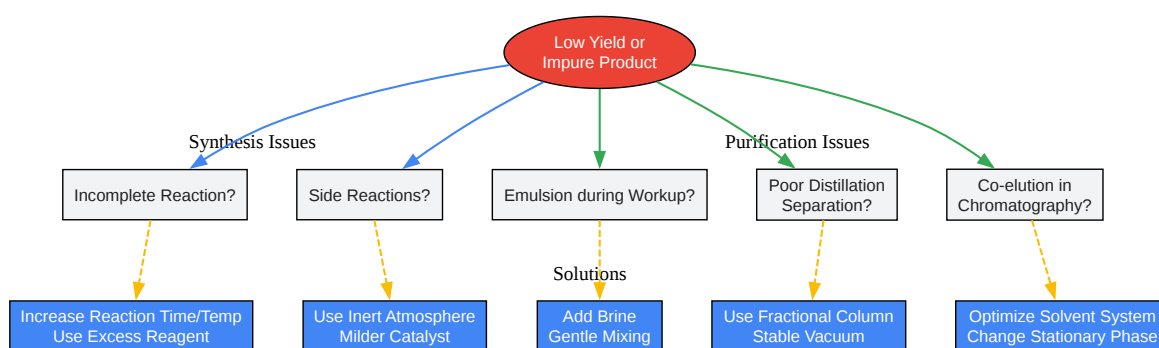 Low Yield or
Impure Product
Synthesis Issues
Purification Issues
Incomplete Reaction?
Side Reactions?
Emulsion during Workup?
Poor Distillation
Separation?
Co-elution in
Chromatography?
Solutions
Increase Reaction Time/Temp
Use Excess Reagent
Use Inert Atmosphere
Milder Catalyst
Add Brine
Gentle Mixing
Use Fractional Column
Stable Vacuum
Optimize Solvent System
Change Stationary Phase